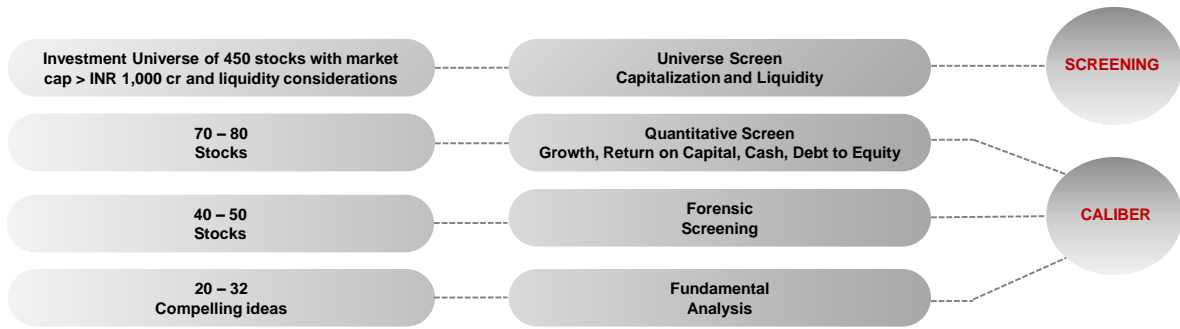 Investment Universe of 450 stocks with market
cap > INR 1,000 cr and liquidity considerations
Universe Screen
Capitalization and Liquidity
SCREENING
70 – 80
Stocks
Quantitative Screen
Growth, Return on Capital, Cash, Debt to Equity
40 – 50
Stocks
Forensic
Screening
CALIBER
20 – 32
Compelling ideas
Fundamental
Analysis